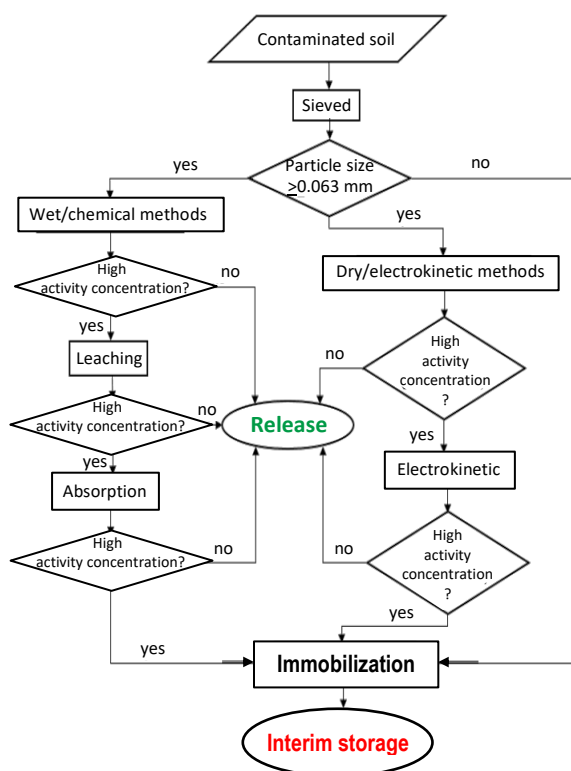 Contaminated soil
Sieved
yes
Particle size
≥0.063 mm
no
Wet/chemical methods
yes
High
activity concentration?
no
Dry/electrokinetic methods
yes
Leaching
no
High
activity
concentration
?
High
activity concentration?
no
Release
yes
yes
Absorption
Electrokinetic
High
activity concentration?
no
no
High
activity
concentration
?
yes
yes
Immobilization
Interim storage